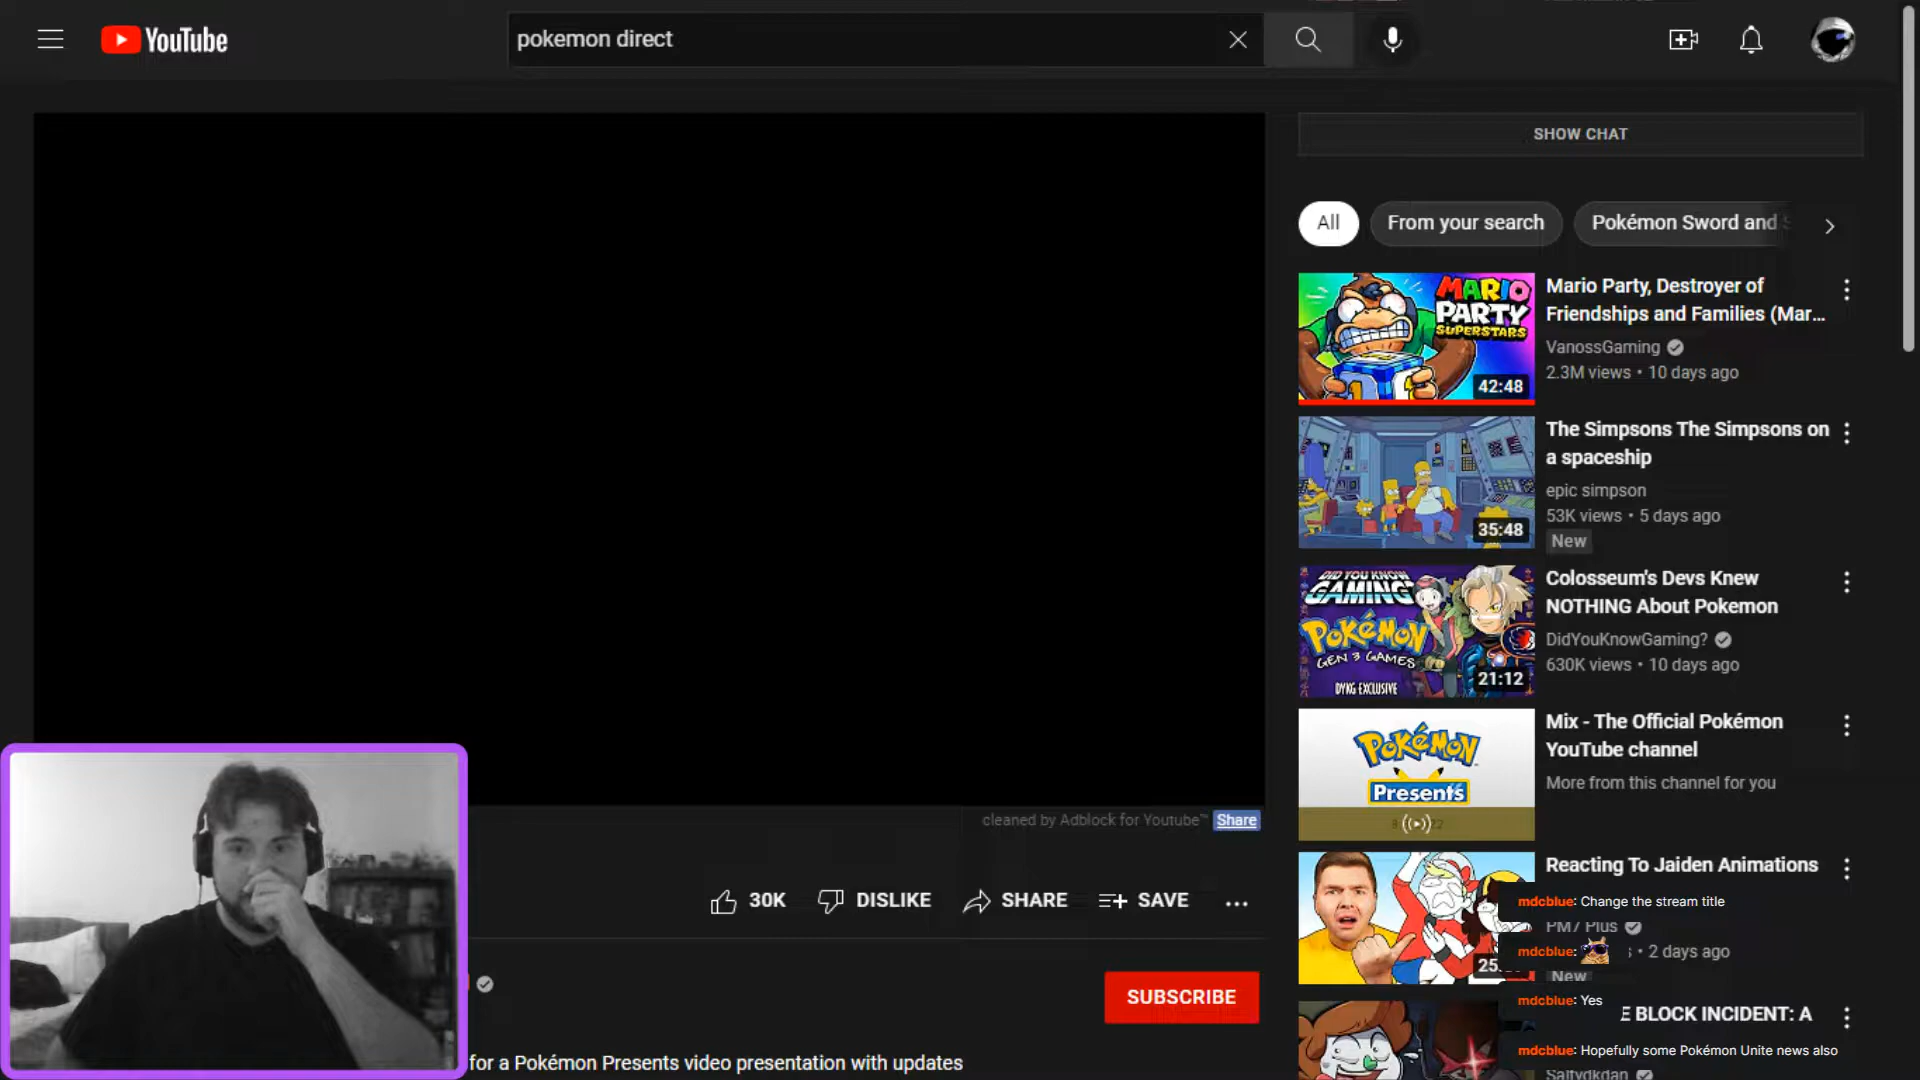 YouTube
pokemon direct
SHOW CHAT
All
From your search
Pokémon Sword and
MARIO
PARTY
SUPERSTARS
42:48
Mario Party, Destroyer of
Friendships and Families (Mar...
VanossGaming
2.3M views • 10 days ago
35:48
The Simpsons The Simpsons on
a spaceship
epic simpson
53K views • 5 days ago
New
DID YOU KNOW
GAMING?
POKÉMON
GEN 3 GAMES
DYKG EXCLUSIVE
21:12
Colosseum's Devs Knew
NOTHING About Pokemon
DidYouKnowGaming?
630K views • 10 days ago
POKÉMON
Presents
Mix - The Official Pokémon
YouTube channel
More from this channel for you
cleaned by Adblock for Youtube™ Share
30K
DISLIKE
SHARE
SAVE
SUBSCRIBE
for a Pokémon Presents video presentation with updates
Reacting To Jaiden Animations
mdcblue: Change the stream title
PM7 Plus
mdcblue:
• 2 days ago
25
New
mdcblue: Yes
E BLOCK INCIDENT: A
mdcblue: Hopefully some Pokémon Unite news also
Saltydkdan